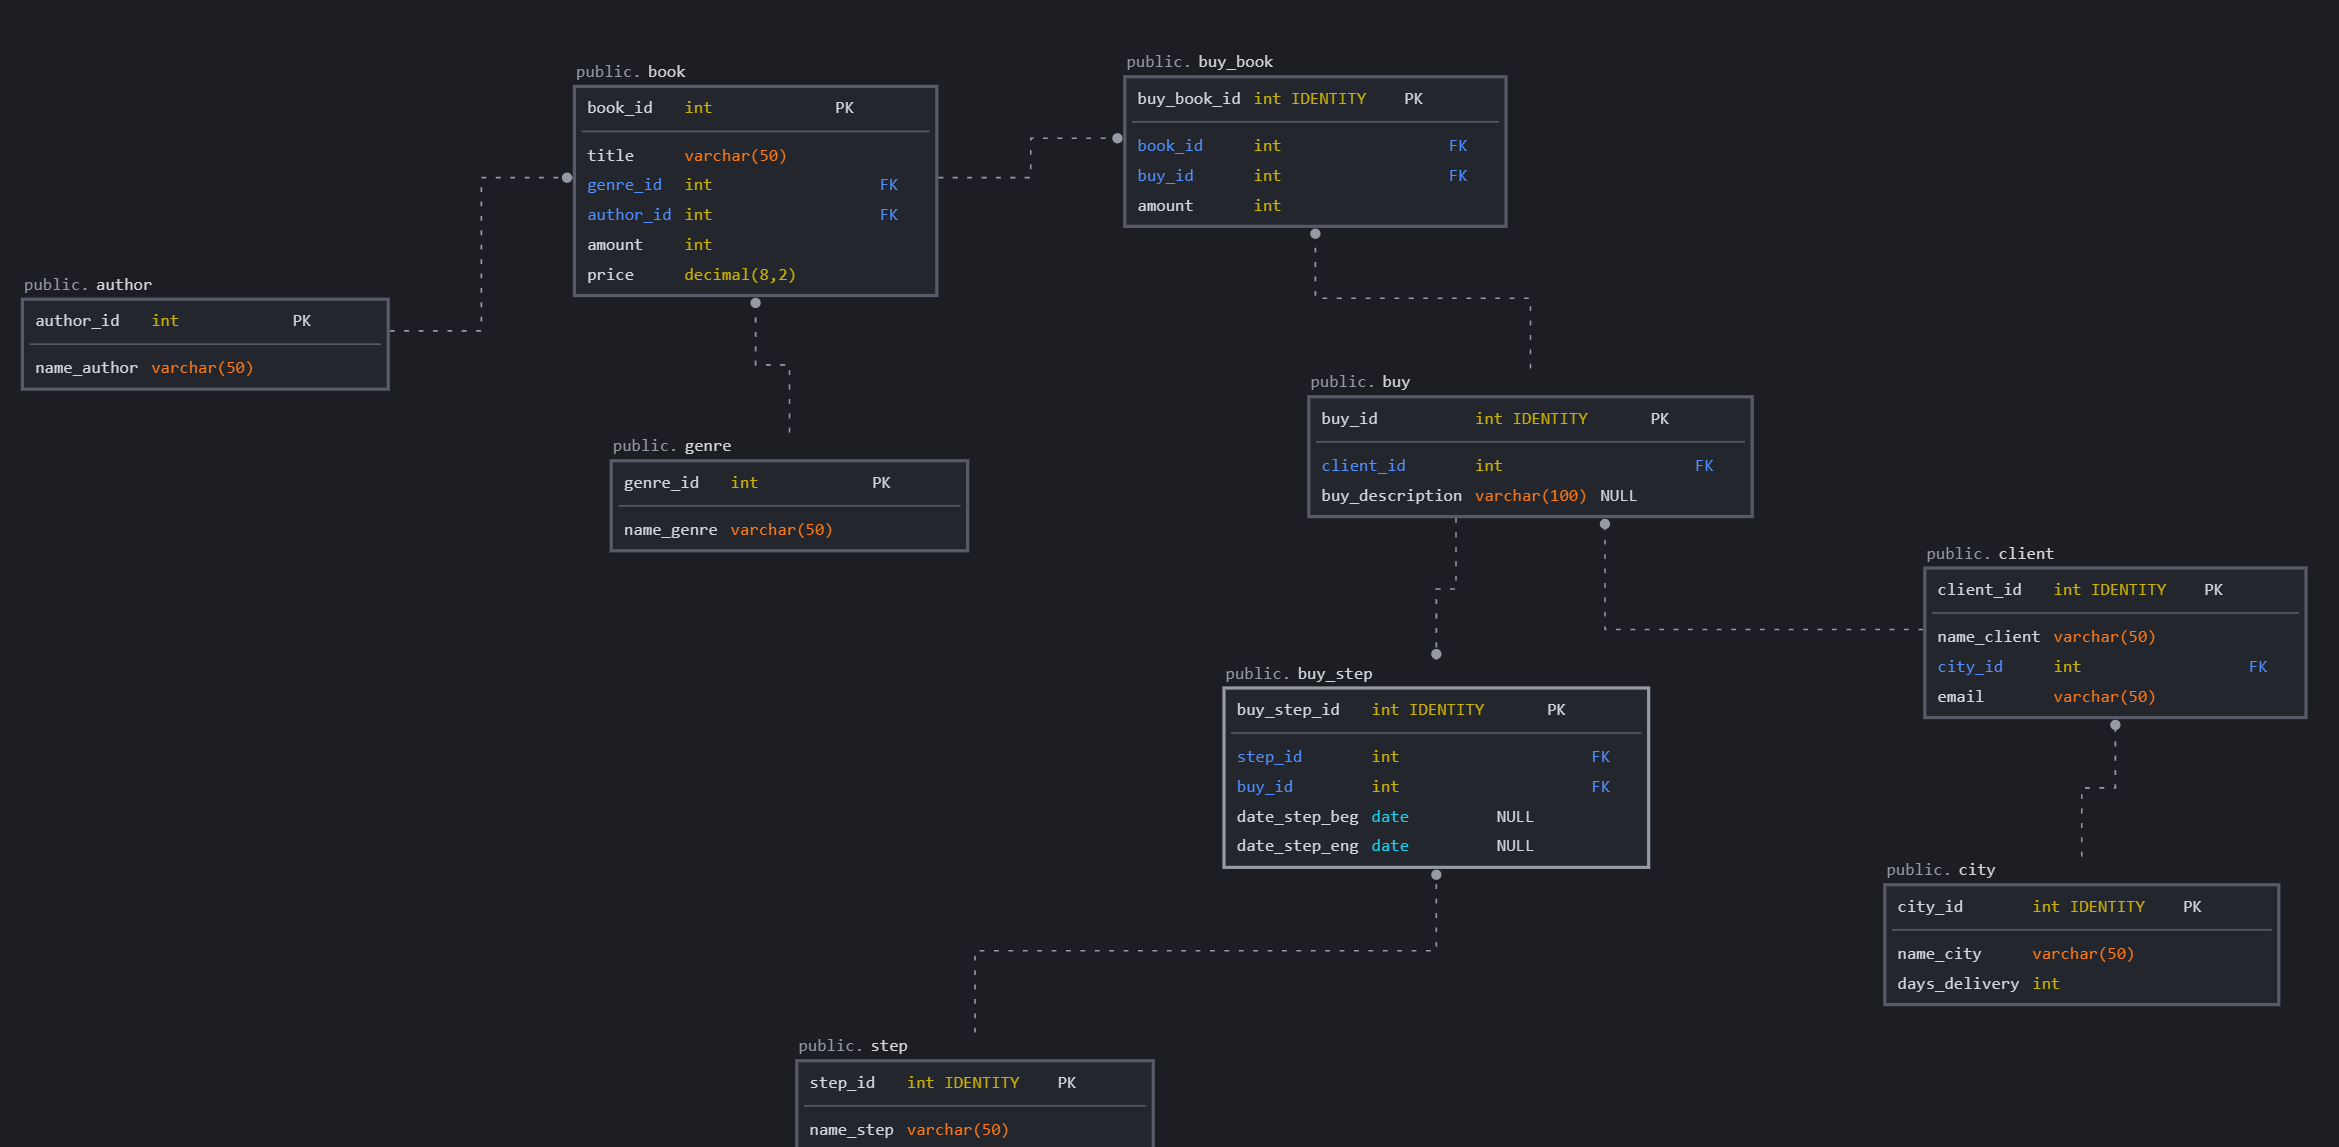 public. book
book_id int PK
title varchar(50)
genre_id int FK
author_id int FK
amount int
price decimal(8,2)
public. buy_book
buy_book_id int IDENTITY PK
book_id int FK
buy_id int FK
amount int
public. author
author_id int PK
name_author varchar(50)
public. genre
genre_id int PK
name_genre varchar(50)
public. buy
buy_id int IDENTITY PK
client_id int FK
buy_description varchar(100) NULL
public. client
client_id int IDENTITY PK
name_client varchar(50)
city_id int FK
email varchar(50)
public. buy_step
buy_step_id int IDENTITY PK
step_id int FK
buy_id int FK
date_step_beg date NULL
date_step_eng date NULL
public. city
city_id int IDENTITY PK
name_city varchar(50)
days_delivery int
public. step
step_id int IDENTITY PK
name_step varchar(50)